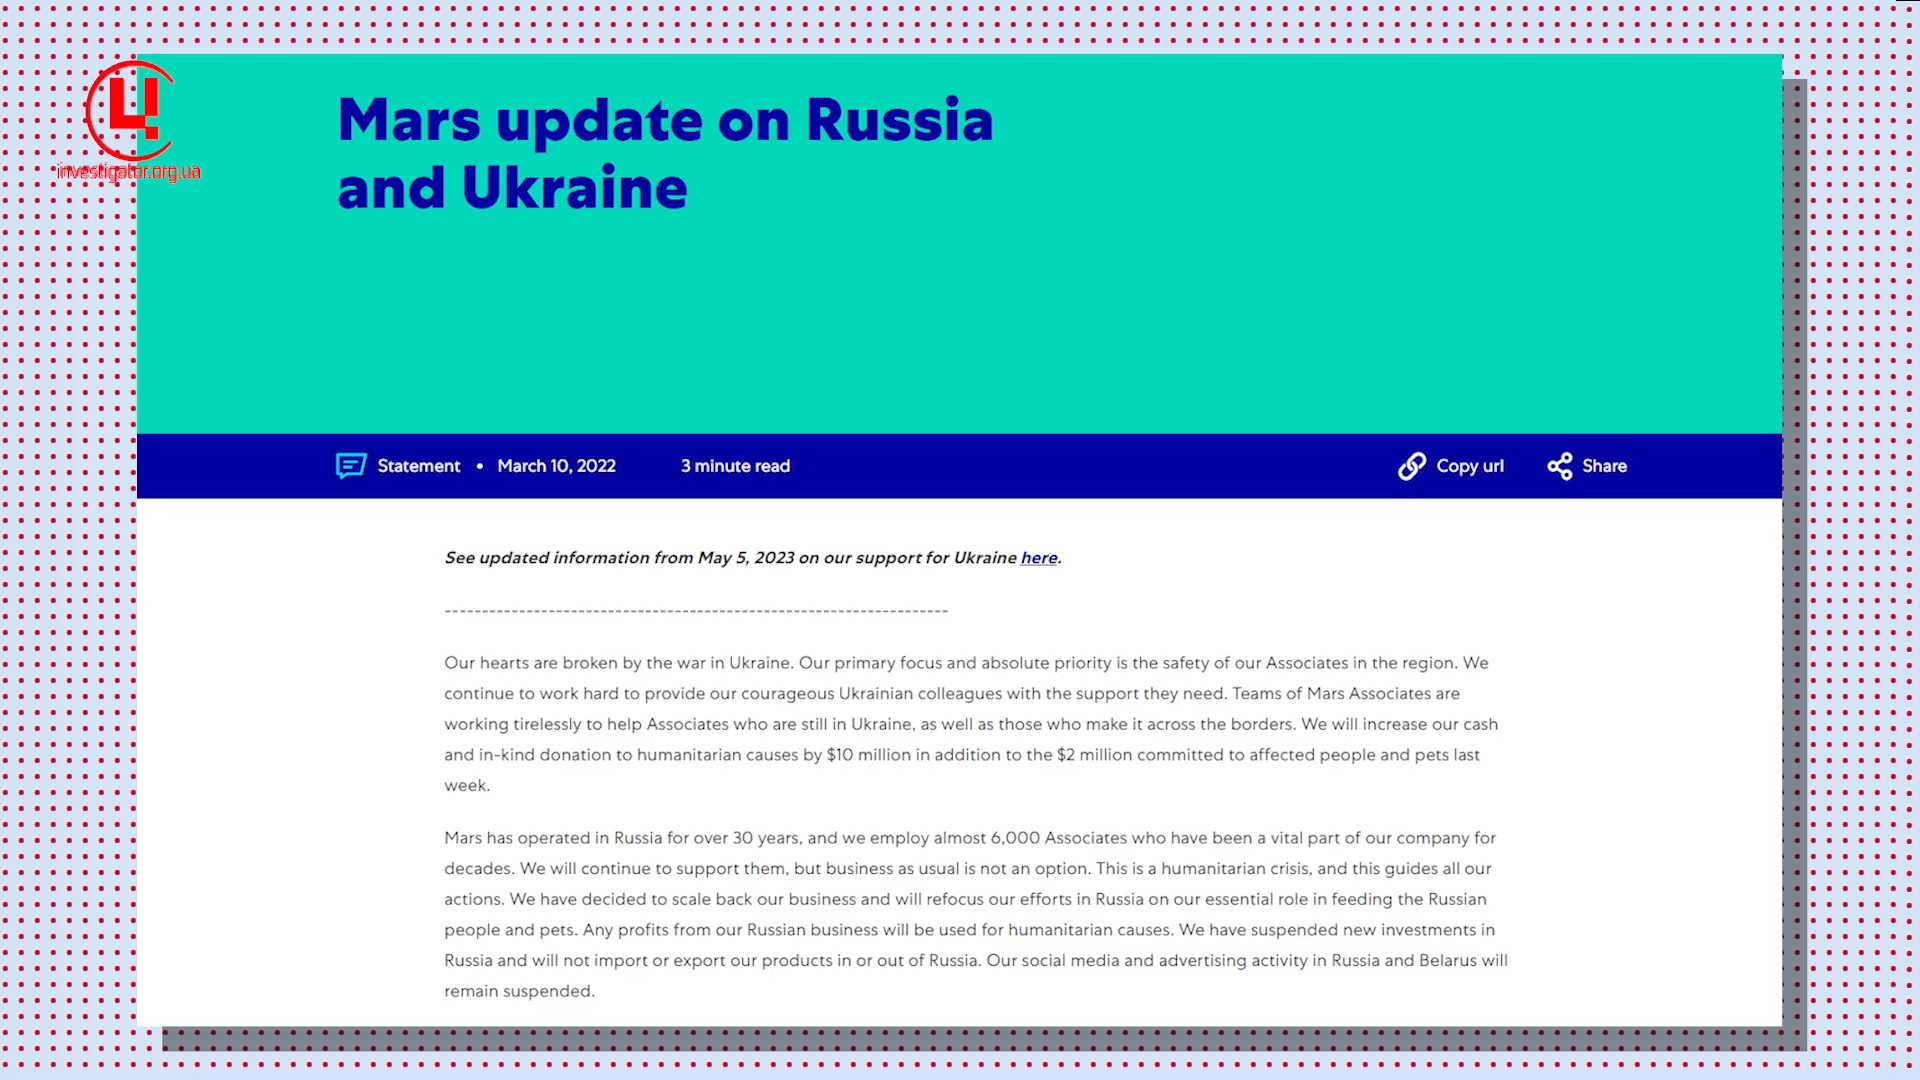 investigator.org.ua
Mars update on Russia
and Ukraine
Statement • March 10, 2022 3 minute read Copy url Share
See updated information from May 5, 2023 on our support for Ukraine here.
--------------------------------------------------------------------
Our hearts are broken by the war in Ukraine. Our primary focus and absolute priority is the safety of our Associates in the region. We
continue to work hard to provide our courageous Ukrainian colleagues with the support they need. Teams of Mars Associates are
working tirelessly to help Associates who are still in Ukraine, as well as those who make it across the borders. We will increase our cash
and in-kind donation to humanitarian causes by $10 million in addition to the $2 million committed to affected people and pets last
week.
Mars has operated in Russia for over 30 years, and we employ almost 6,000 Associates who have been a vital part of our company for
decades. We will continue to support them, but business as usual is not an option. This is a humanitarian crisis, and this guides all our
actions. We have decided to scale back our business and will refocus our efforts in Russia on our essential role in feeding the Russian
people and pets. Any profits from our Russian business will be used for humanitarian causes. We have suspended new investments in
Russia and will not import or export our products in or out of Russia. Our social media and advertising activity in Russia and Belarus will
remain suspended.